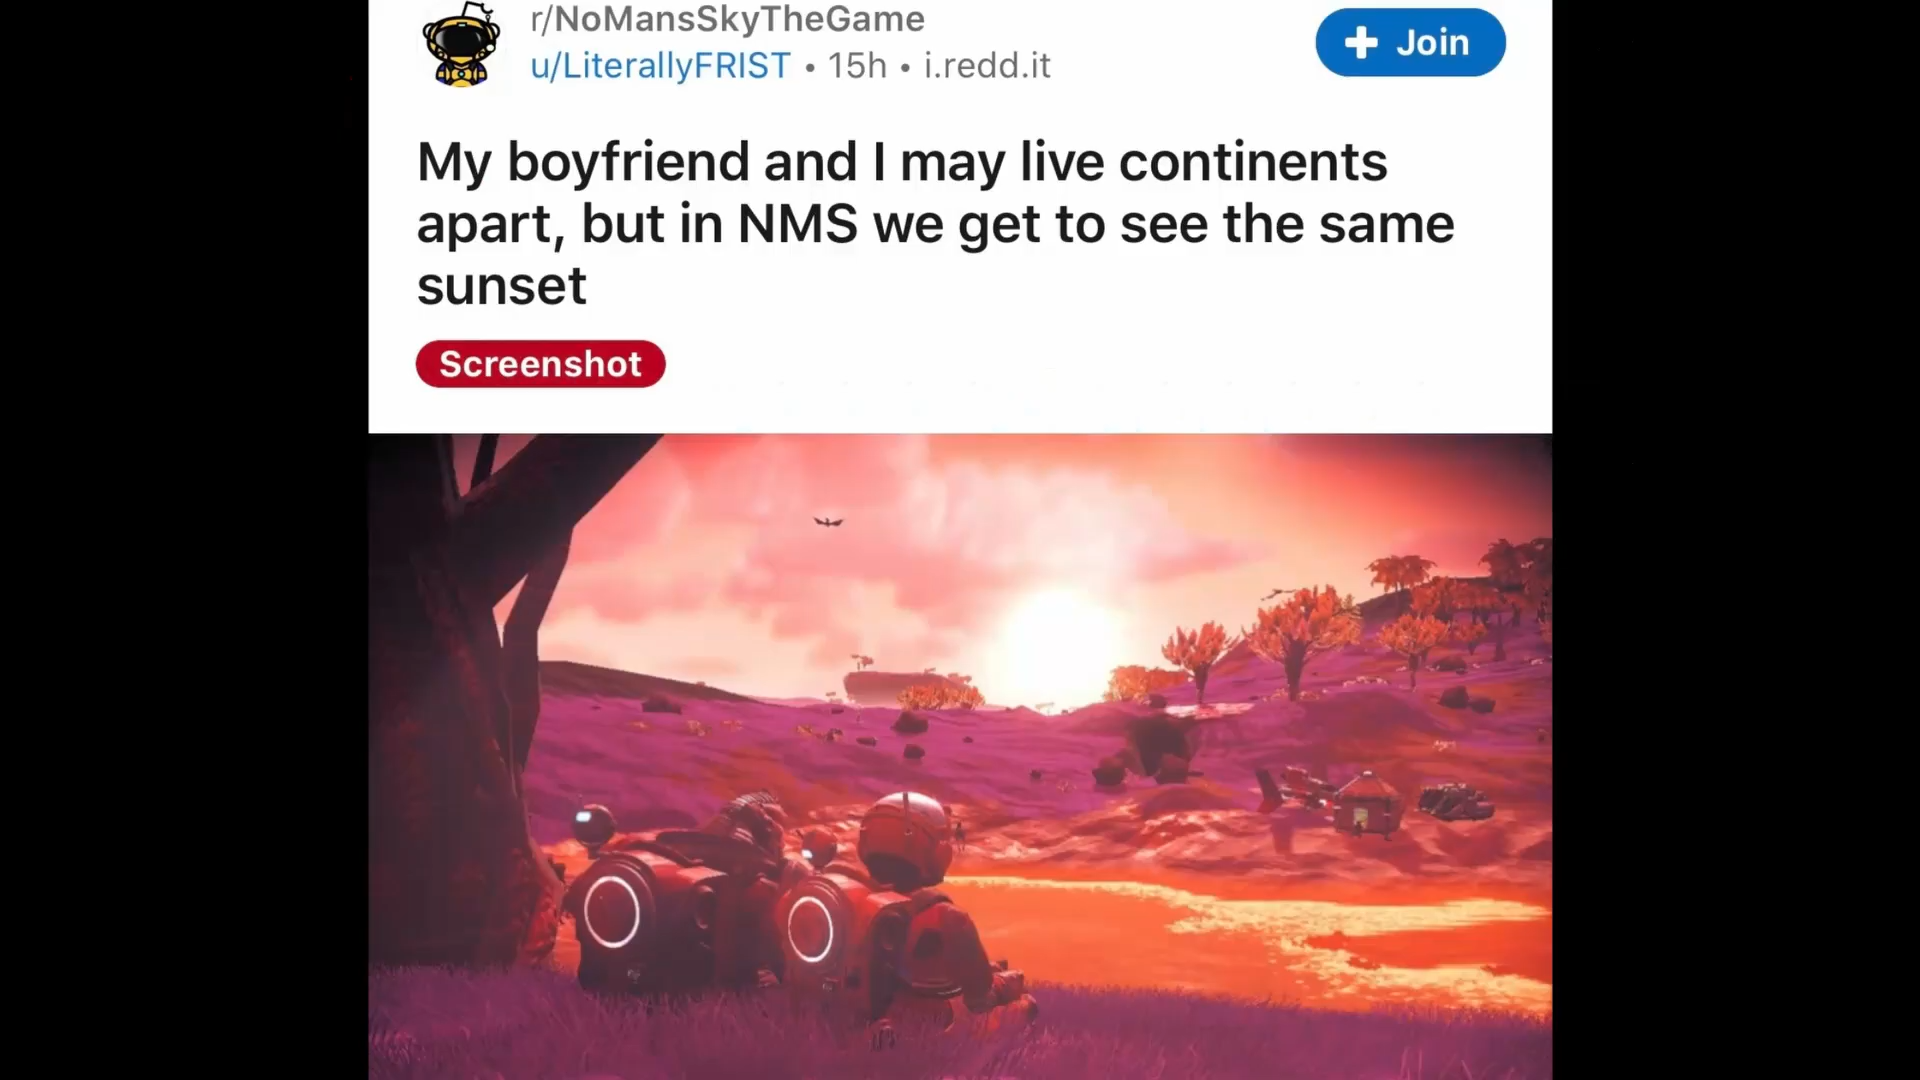 r/NoMansSkyTheGame
u/LiterallyFRIST • 15h • i.redd.it
Join
My boyfriend and I may live continents
apart, but in NMS we get to see the same
sunset
Screenshot